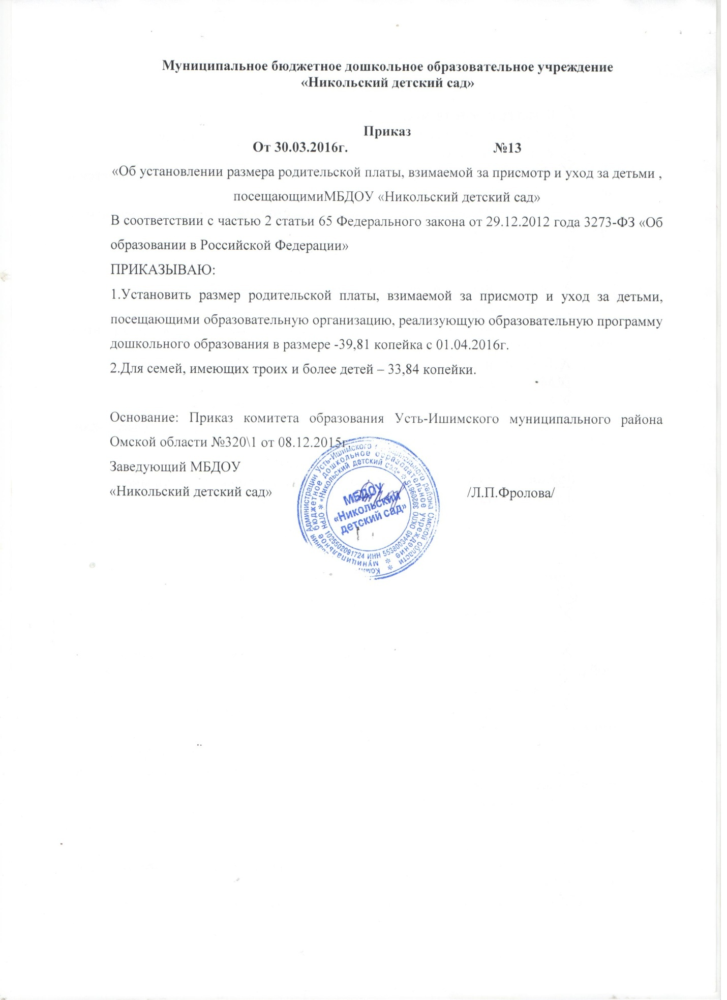 Муниципальное бюджетное дошкольное образовательное учреждение
«Никольский детский сад»
Приказ
От 30.03.2016г. №13
«Об установлении размера родительской платы, взимаемой за присмотр и уход за детьми ,
посещающимиМБДОУ «Никольский детский сад»
В соответствии с частью 2 статьи 65 Федерального закона от 29.12.2012 года 3273-ФЗ «Об
образовании в Российской Федерации»
ПРИКАЗЫВАЮ:
1.Установить размер родительской платы, взимаемой за присмотр и уход за детьми,
посещающими образовательную организацию, реализующую образовательную программу
дошкольного образования в размере -39,81 копейка с 01.04.2016г.
2.Для семей, имеющих троих и более детей – 33,84 копейки.
Основание: Приказ комитета образования Усть-Ишимского муниципального района
Омской области №320\1 от 08.12.2015г.
Заведующий МБДОУ
«Никольский детский сад» /Л.П.Фролова/
Администрации Усть-Ишимского муниципального района Омской области *
* Муниципальное бюджетное дошкольное образовательное учреждение
* «Никольский детский сад» *
ОГРН 1025502091724 ИНН 5538003449 ОКПО 39209615
МБДОУ
«Никольский
детский сад»